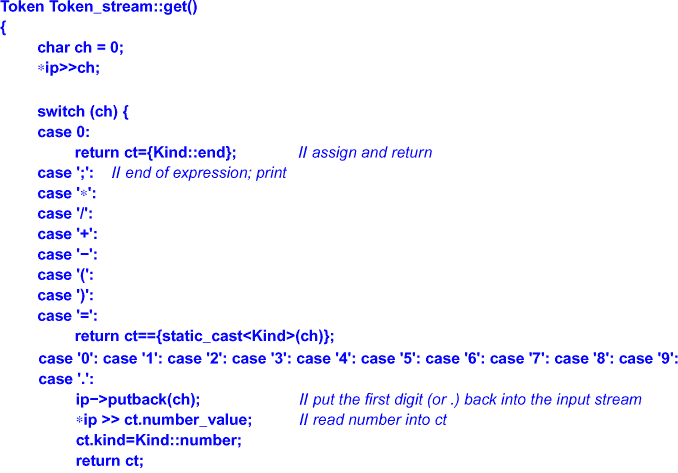 Token Token_stream::get()
{
char ch = 0;
∗ip>>ch;
switch (ch) {
case 0:
return ct={Kind::end}; // assign and return
case ';': // end of expression; print
case '∗':
case '/':
case '+':
case '−':
case '(':
case ')':
case '=':
return ct=={static_cast<Kind>(ch)};
case '0': case '1': case '2': case '3': case '4': case '5': case '6': case '7': case '8': case '9':
case '.':
ip−>putback(ch); // put the first digit (or .) back into the input stream
∗ip >> ct.number_value; // read number into ct
ct.kind=Kind::number;
return ct;